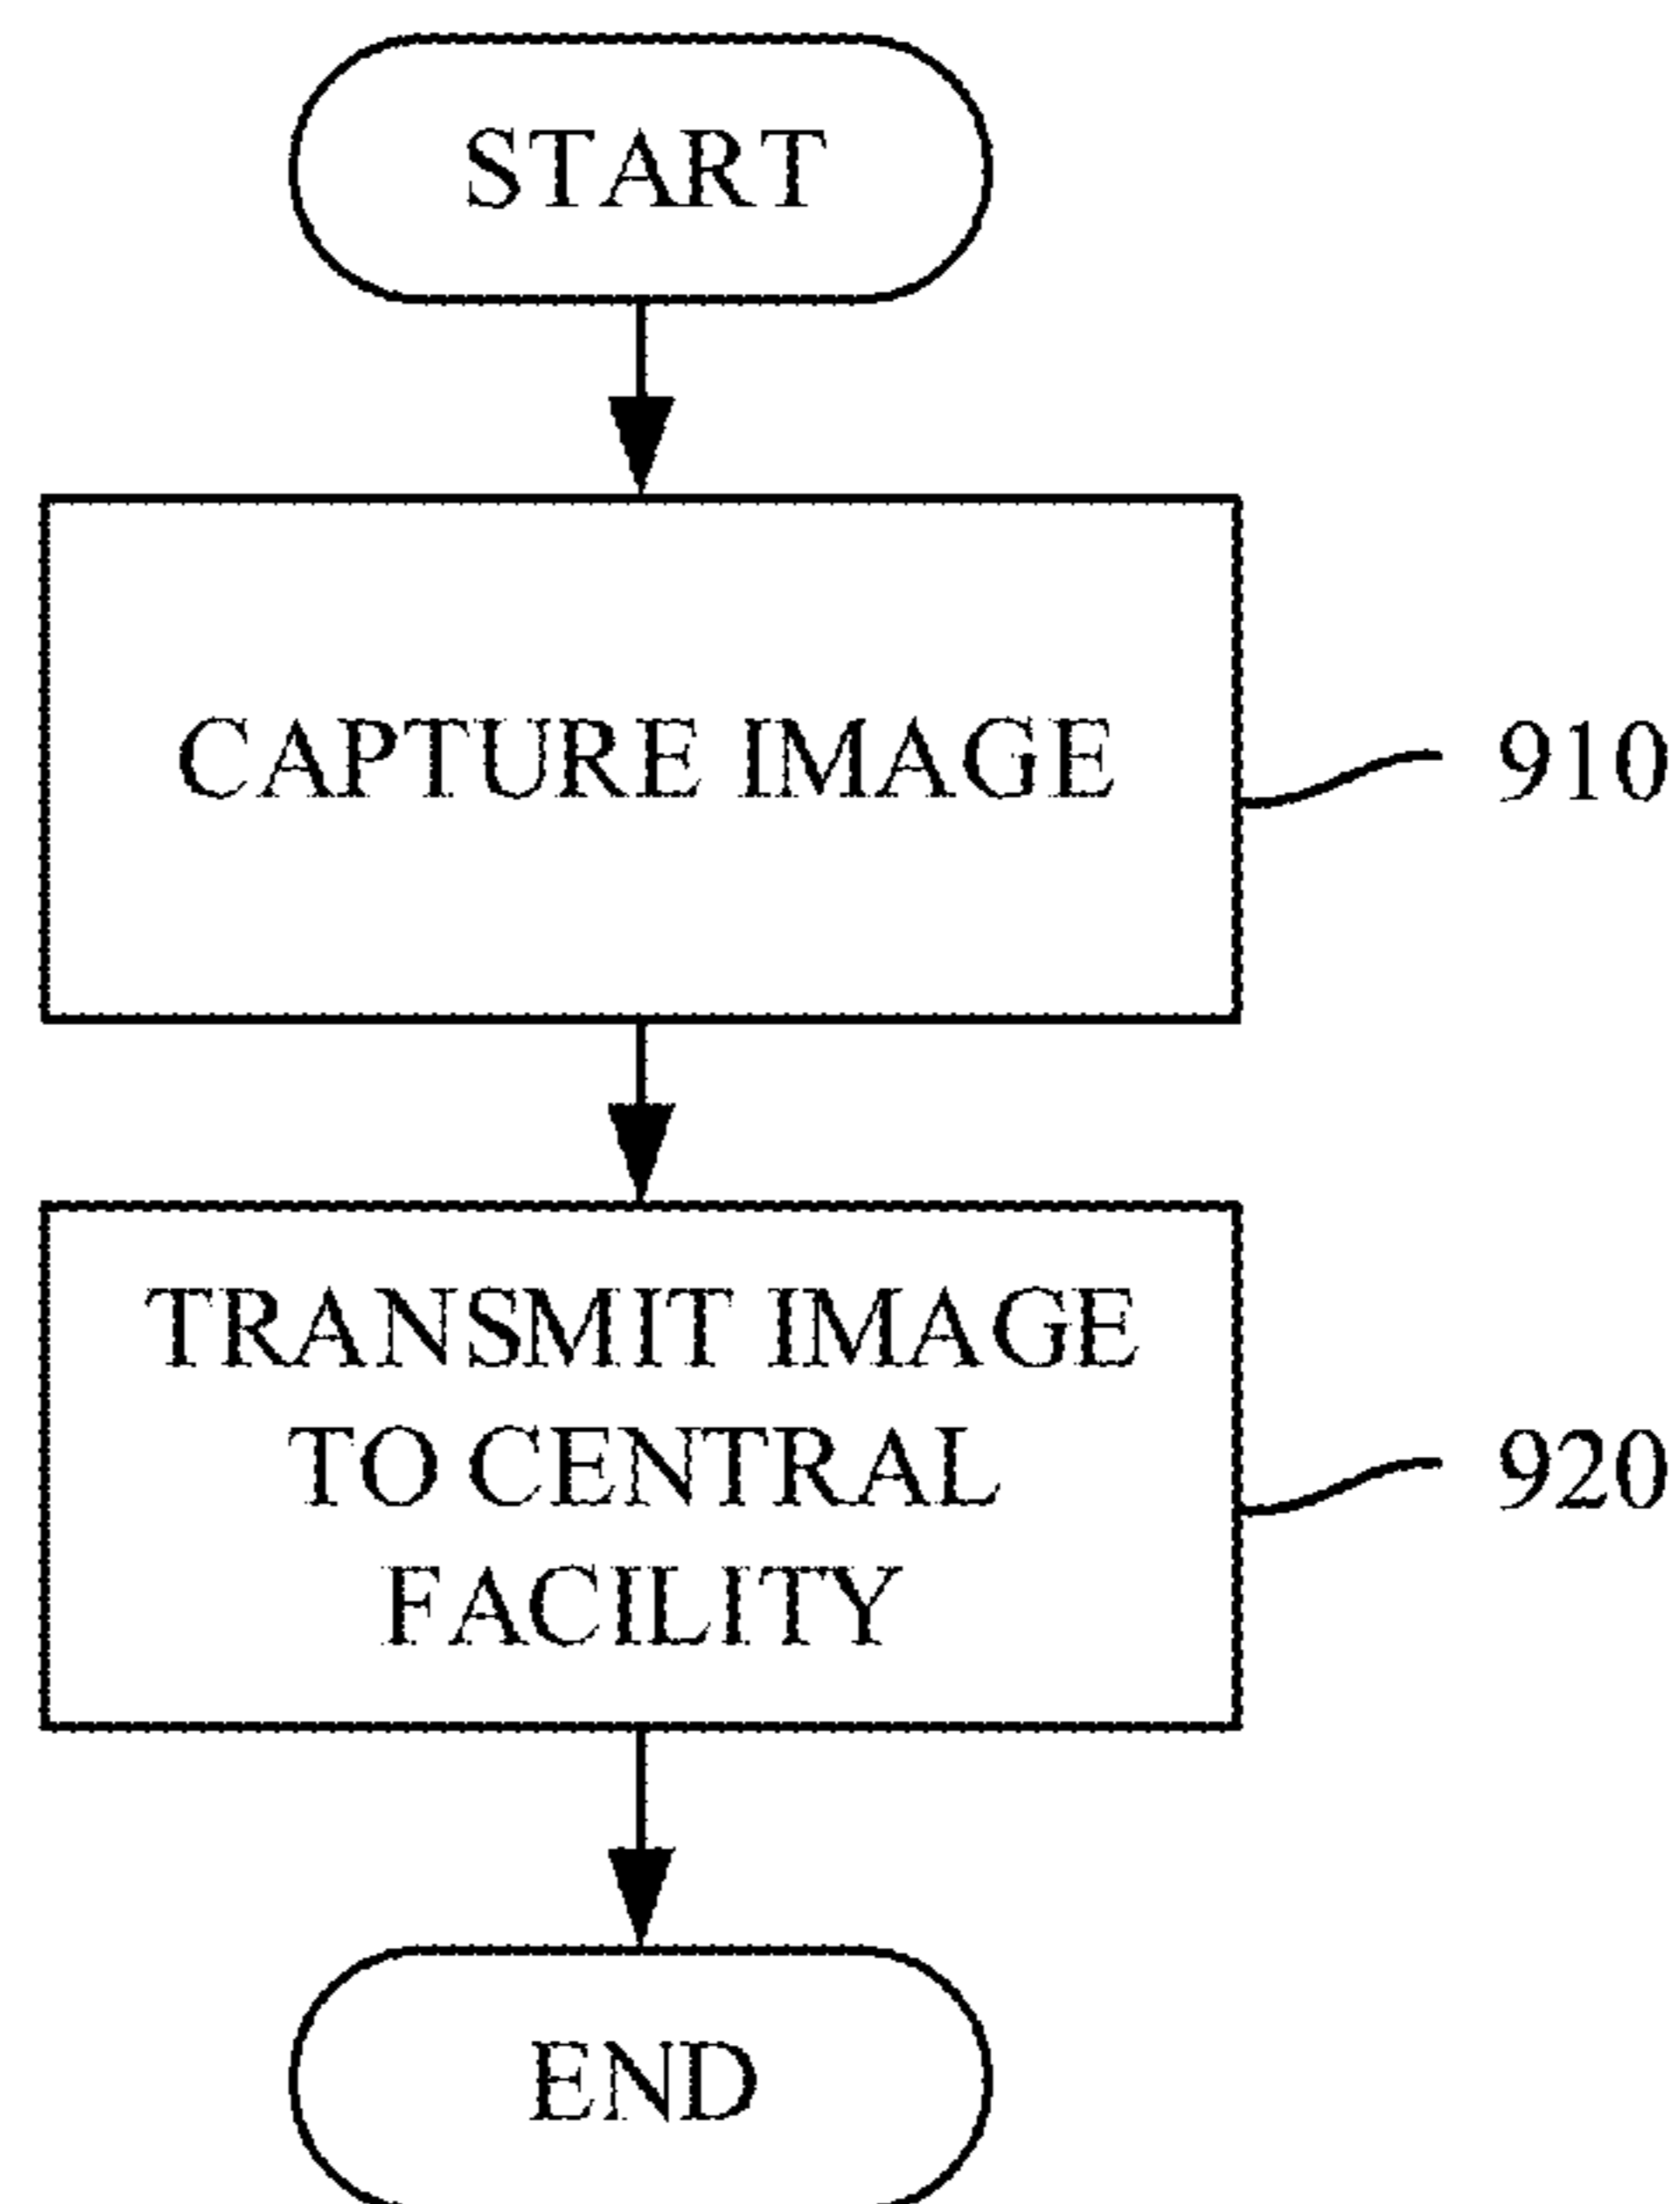 START
CAPTURE IMAGE
910
TRANSMIT IMAGE
TO CENTRAL
FACILITY
920
END